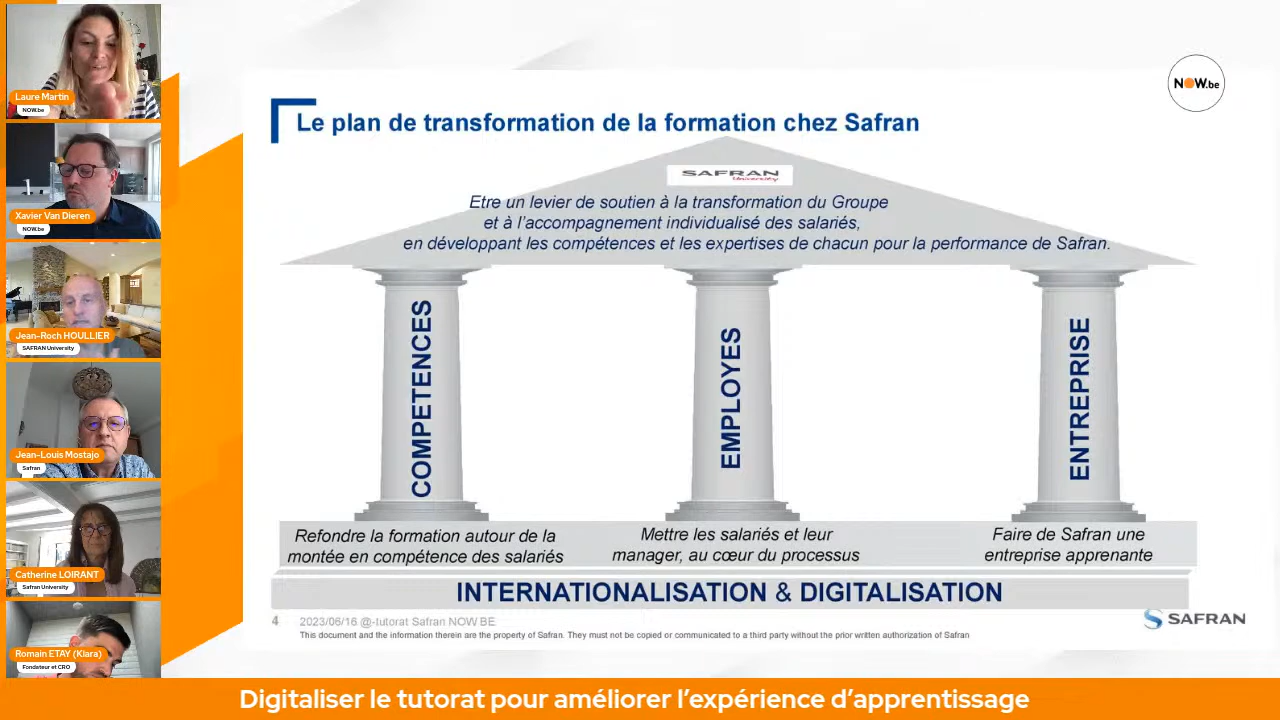 Laure Martin
NOW.be
Xavier Van Dieren
NOW.be
Jean-Roch HOULLIER
SAFRAN University
Jean-Louis Mostajo
Safran
Catherine LOIRANT
Safran University
Romain ETAY (Klara)
Fondateur et CRO
NOW.be
Le plan de transformation de la formation chez Safran
SAFRAN
University
Etre un levier de soutien à la transformation du Groupe
et à l'accompagnement individualisé des salariés,
en développant les compétences et les expertises de chacun pour la performance de Safran.
COMPETENCES
EMPLOYES
ENTREPRISE
Refondre la formation autour de la
montée en compétence des salariés
Mettre les salariés et leur
manager, au cœur du processus
Faire de Safran une
entreprise apprenante
INTERNATIONALISATION & DIGITALISATION
4 2023/06/16 @-tutorat Safran NOW BE
This document and the information therein are the property of Safran. They must not be copied or communicated to a third party without the prior written authorization of Safran
SAFRAN
Digitaliser le tutorat pour améliorer l'expérience d'apprentissage